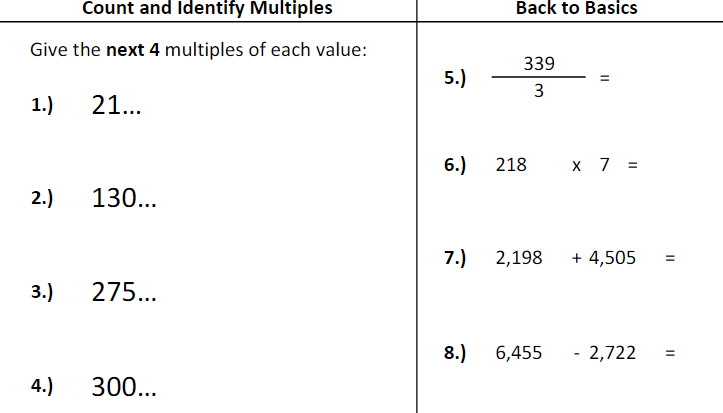 Count and Identify Multiples
Give the next 4 multiples of each value:
1.) 21...
2.) 130...
3.) 275...
4.) 300...
Back to Basics
5.) 339
3 =
6.) 218 x 7 =
7.) 2,198 + 4,505 =
8.) 6,455 - 2,722 =